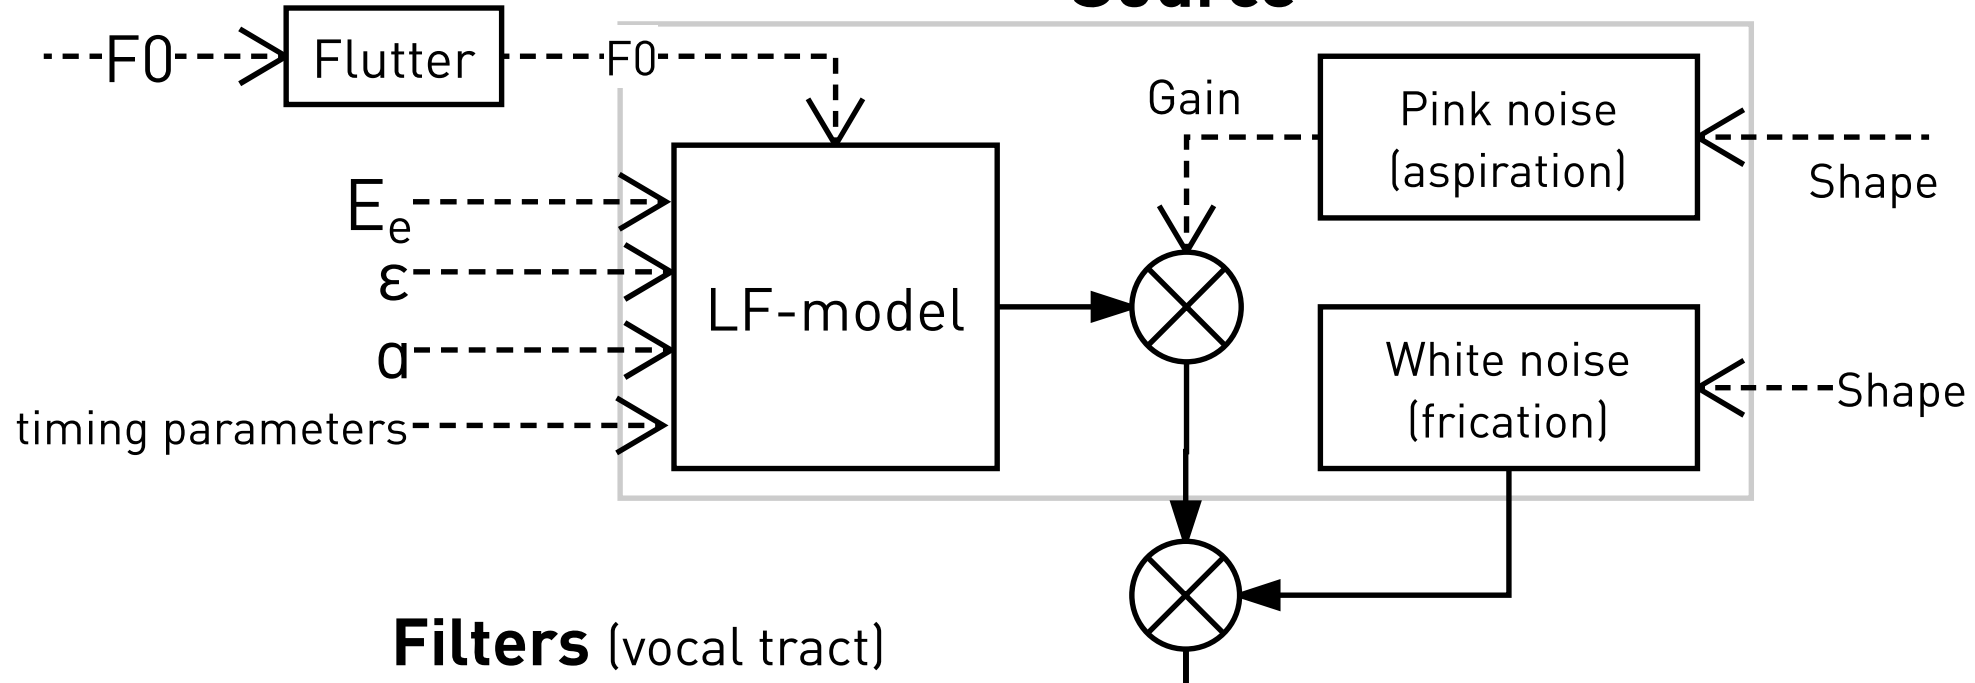 Source
F0
Flutter
F0
Gain
Pink noise
(aspiration)
Shape
Ee
ε
LF-model
White noise
(frication)
Shape
ɑ
timing parameters
Filters (vocal tract)